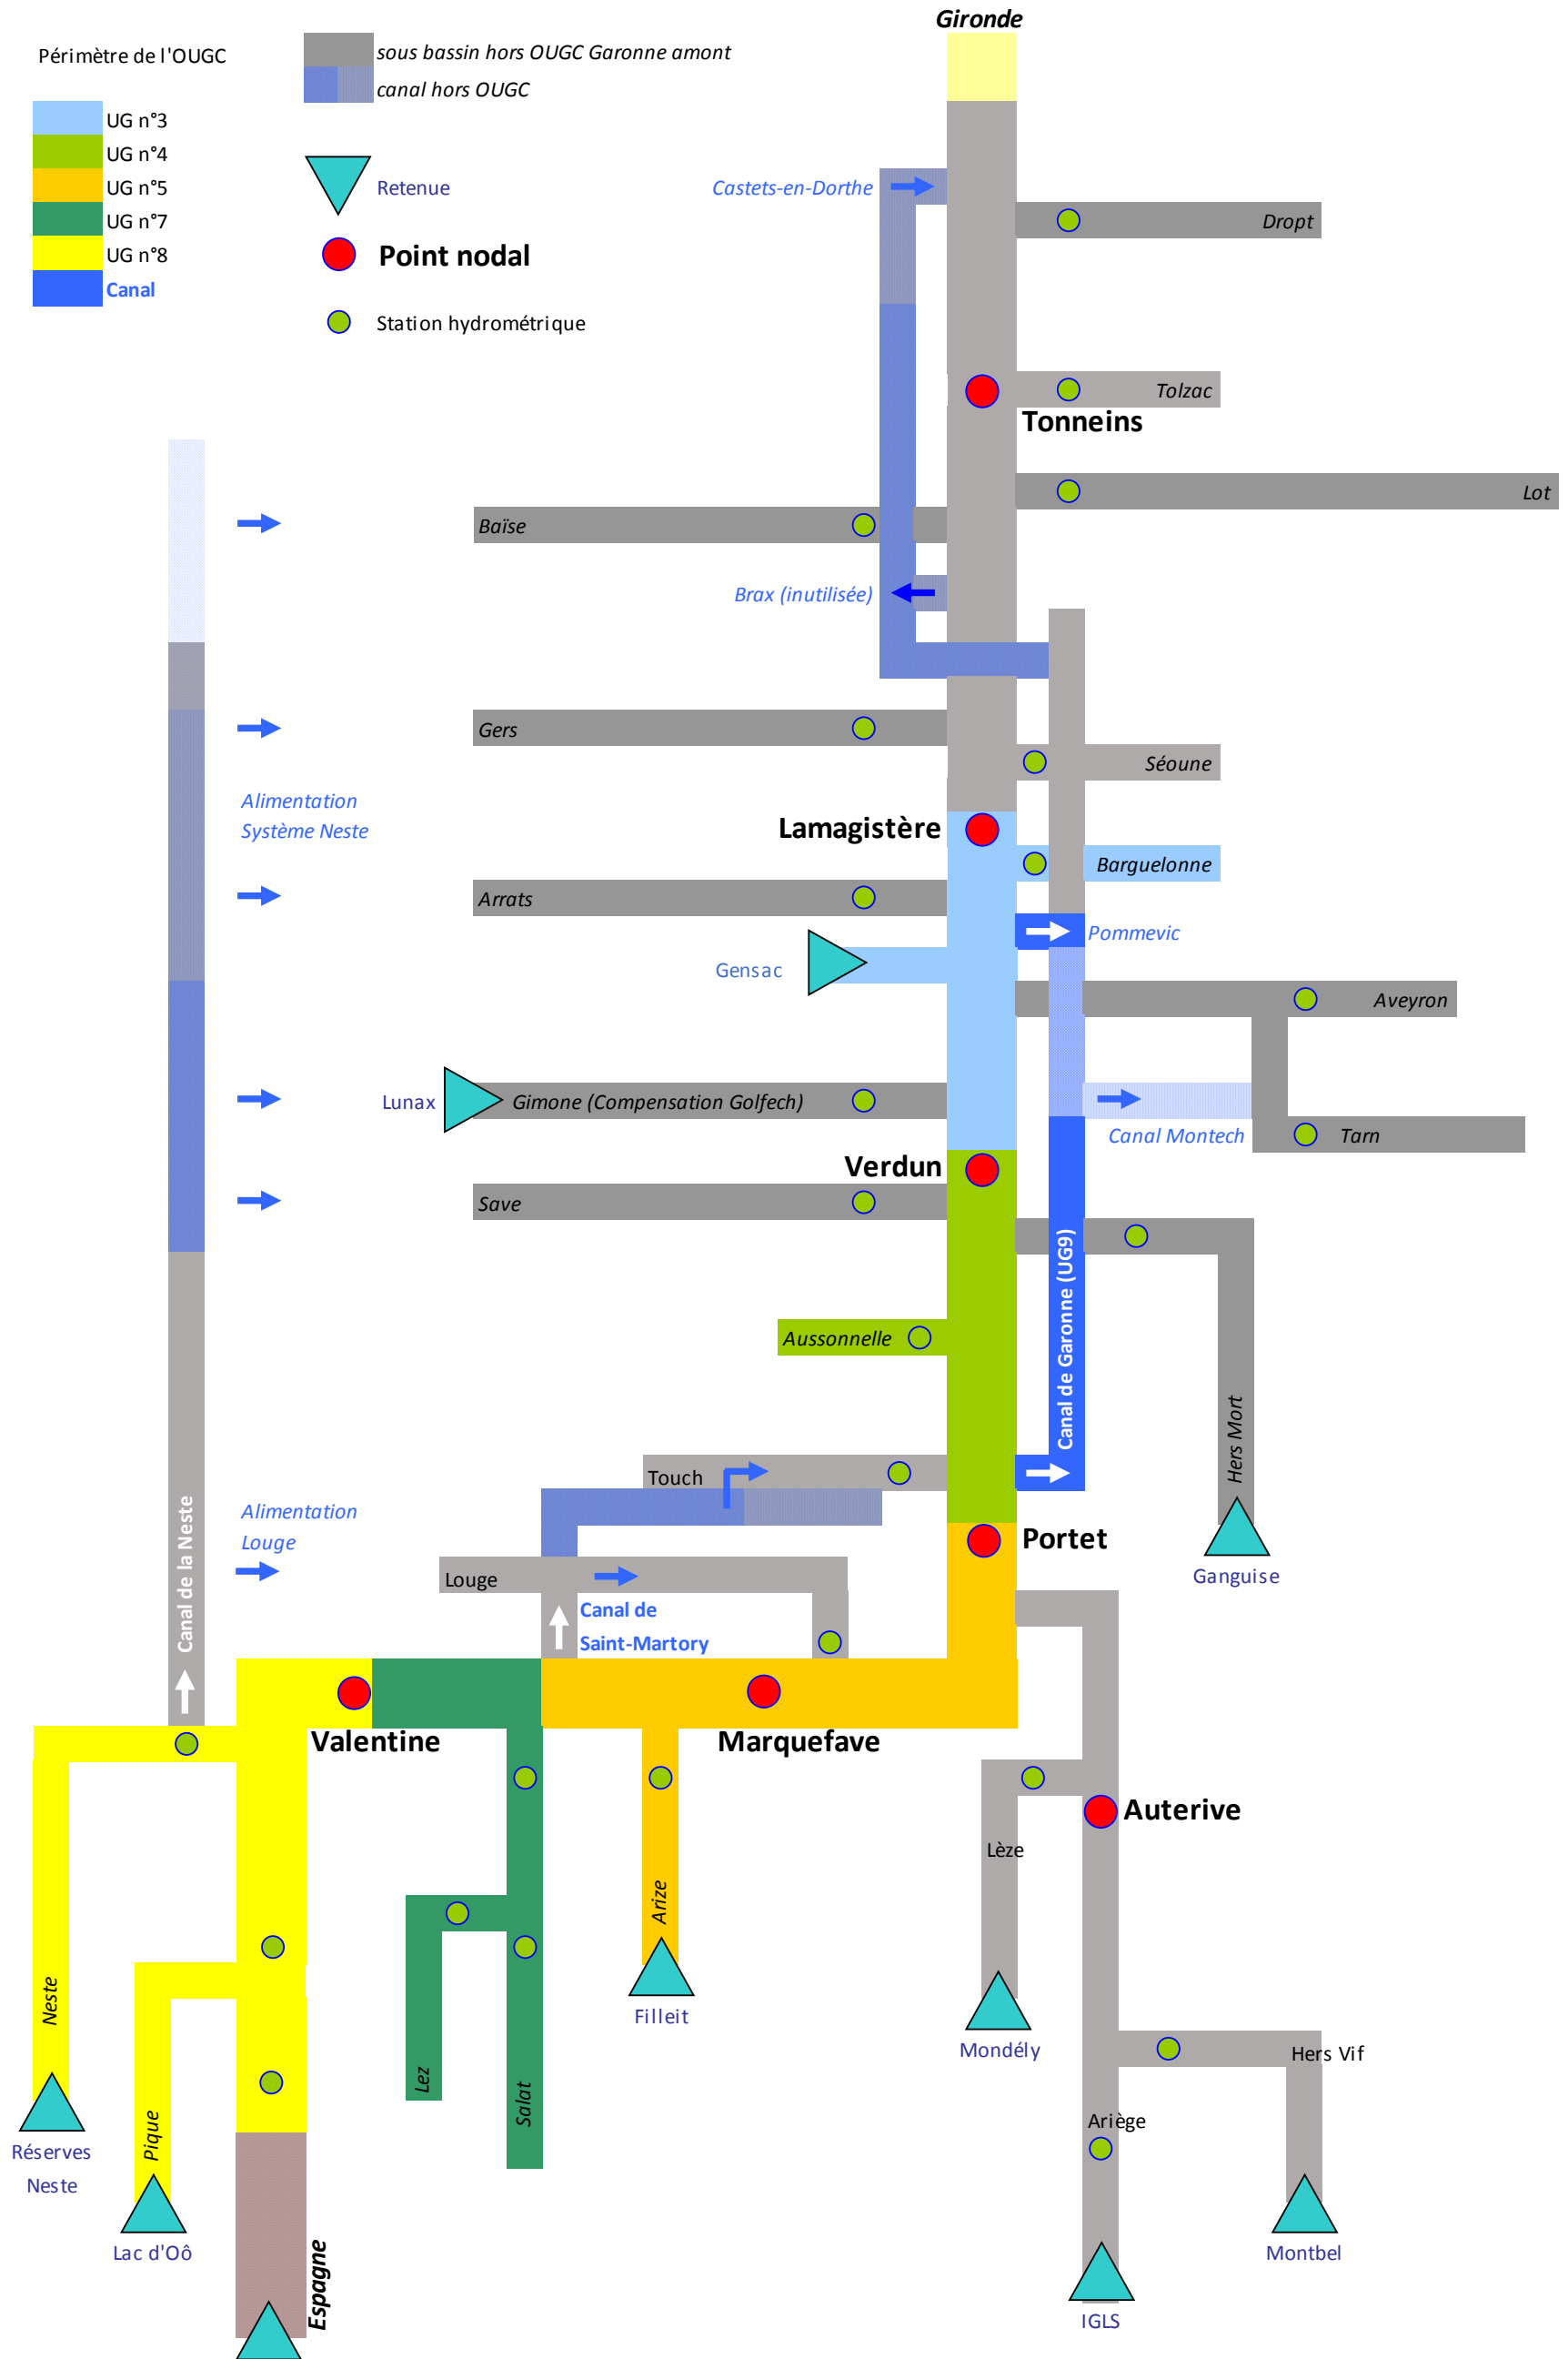 Gironde
Périmètre de l'OUGC
sous bassin hors OUGC Garonne amont
canal hors OUGC
UG n°3
UG n°4
UG n°5
UG n°7
UG n°8
Canal
Retenue
Point nodal
Station hydrométrique
Castets-en-Dorthe
Dropt
Tolzac
Tonneins
Lot
Baïse
Brax (inutilisée)
Gers
Séoune
Alimentation
Système Neste
Lamagistère
Barguelonne
Arrats
Pommevic
Gensac
Aveyron
Lunax
Gimone (Compensation Golfech)
Canal Montech
Tarn
Verdun
Save
Canal de Garonne (UG9)
Aussonnelle
Hers Mort
Touch
Alimentation
Louge
Canal de la Neste
Portet
Ganguise
Louge
Canal de
Saint-Martory
Valentine
Marquefave
Auterive
Lèze
Arize
Neste
Filleit
Mondély
Hers Vif
Lez
Salat
Pique
Ariège
Réserves
Neste
Lac d'Oô
Montbel
Espagne
IGLS